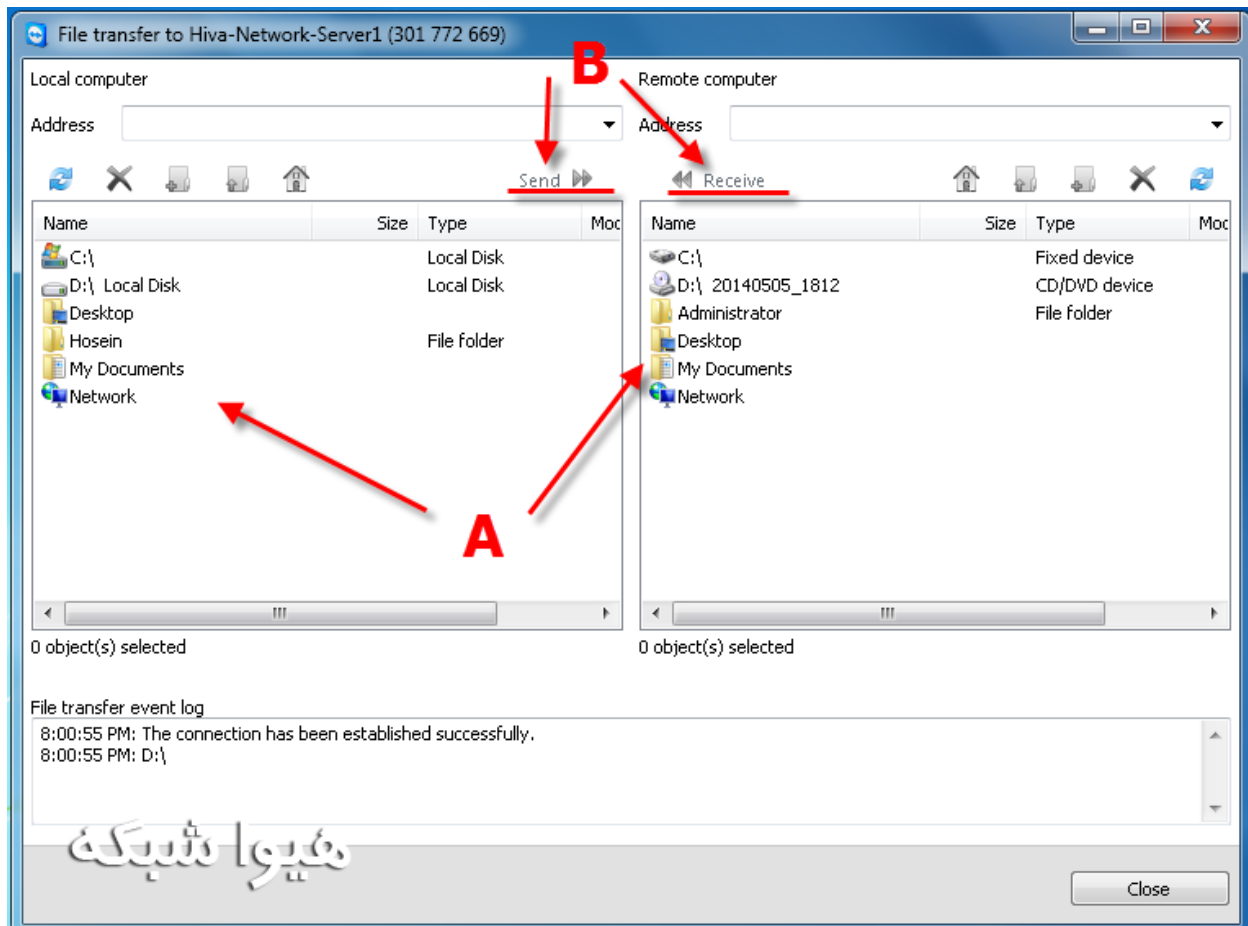 File transfer to Hiva-Network-Server1 (301 772 669)
B
Local computer
Address
Send
Name Size Type Moc
C:\ Local Disk
D:\ Local Disk Local Disk
Desktop
Hosein File folder
My Documents
Network
0 object(s) selected
Remote computer
Address
Receive
Name Size Type Moc
C:\ Fixed device
D:\ 20140505_1812 CD/DVD device
Administrator File folder
Desktop
My Documents
Network
0 object(s) selected
A
File transfer event log
8:00:55 PM: The connection has been established successfully.
8:00:55 PM: D:\
هیوا شبکه
Close